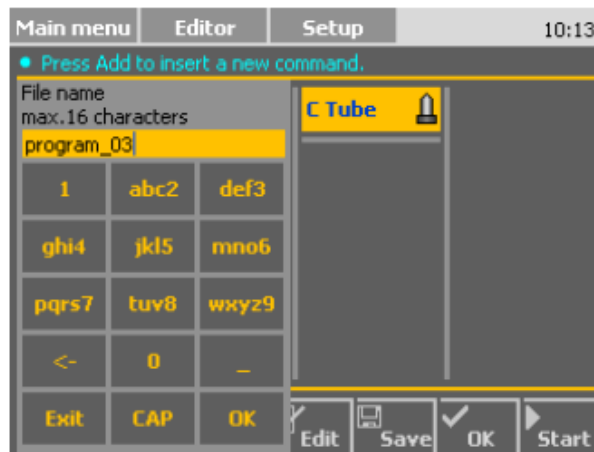 Main menu Editor Setup 10:13
• Press Add to insert a new command.
File name
max.16 characters
program_03
C Tube
1 abc2 def3
ghi4 jkl5 mno6
pqrs7 tuv8 wxyz9
<- 0 _
Exit CAP OK
Edit Save OK Start